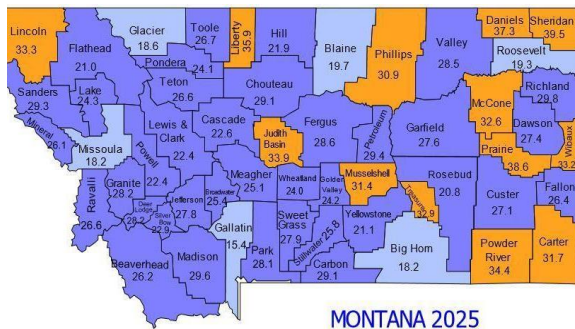 Lincoln
33.3
Flathead
21.0
Glacier
18.6
Toole
26.7
Liberty
35.9
Hill
21.9
Blaine
19.7
Phillips
30.9
Valley
28.5
Daniels
37.3
Sheridan
39.5
Roosevelt
19.3
Pondera
24.1
Teton
26.6
Chouteau
29.1
Sanders
29.3
Lake
24.3
Mineral
26.1
Missoula
18.2
Powell
22.4
Lewis &
Clark
22.4
Cascade
22.6
Judith
Basin
33.9
Fergus
28.6
Petroleum
29.4
Garfield
27.6
McCone
32.6
Richland
29.8
Dawson
27.4
Prairie
38.6
Wibaux
33.2
Ravalli
26.6
Granite
28.2
Deer
Lodge
28.2
Silver
Bow
22.9
Jefferson
27.8
Broadwater
25.4
Meagher
25.1
Wheatland
24.0
Golden
Valley
24.2
Musselshell
31.4
Treasure
32.9
Rosebud
20.8
Custer
27.1
Fallon
26.4
Beaverhead
26.2
Madison
29.6
Gallatin
15.4
Park
28.1
Sweet
Grass
27.9
Stillwater 25.8
Yellowstone
21.1
Carbon
29.1
Big Horn
18.2
Powder
River
34.4
Carter
31.7
MONTANA 2025